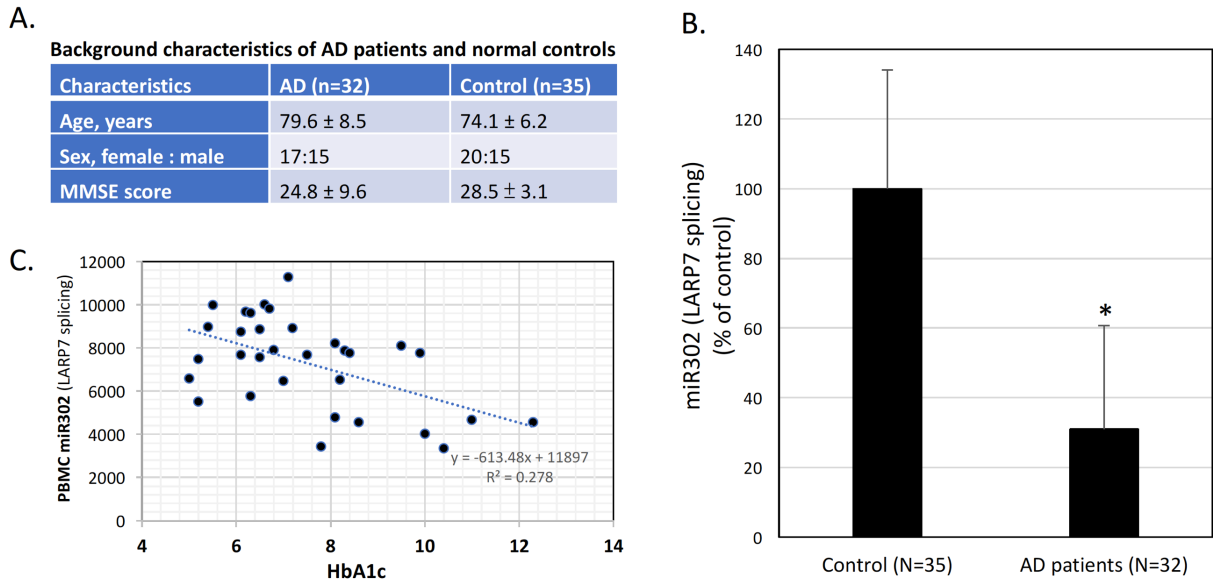 A.
Background characteristics of AD patients and normal controls
Characteristics AD (n=32) Control (n=35)
Age, years 79.6 ± 8.5 74.1 ± 6.2
Sex, female : male 17:15 20:15
MMSE score 24.8 ± 9.6 28.5 ± 3.1
B.
miR302 (LARP7 splicing)
(% of control)
140
120
100
80
60
40
20
0
*
Control (N=35) AD patients (N=32)
C.
PBMC miR302 (LARP7 splicing)
12000
10000
8000
6000
4000
2000
0
y = -613.48x + 11897
R² = 0.278
4 6 8 10 12 14
HbA1c